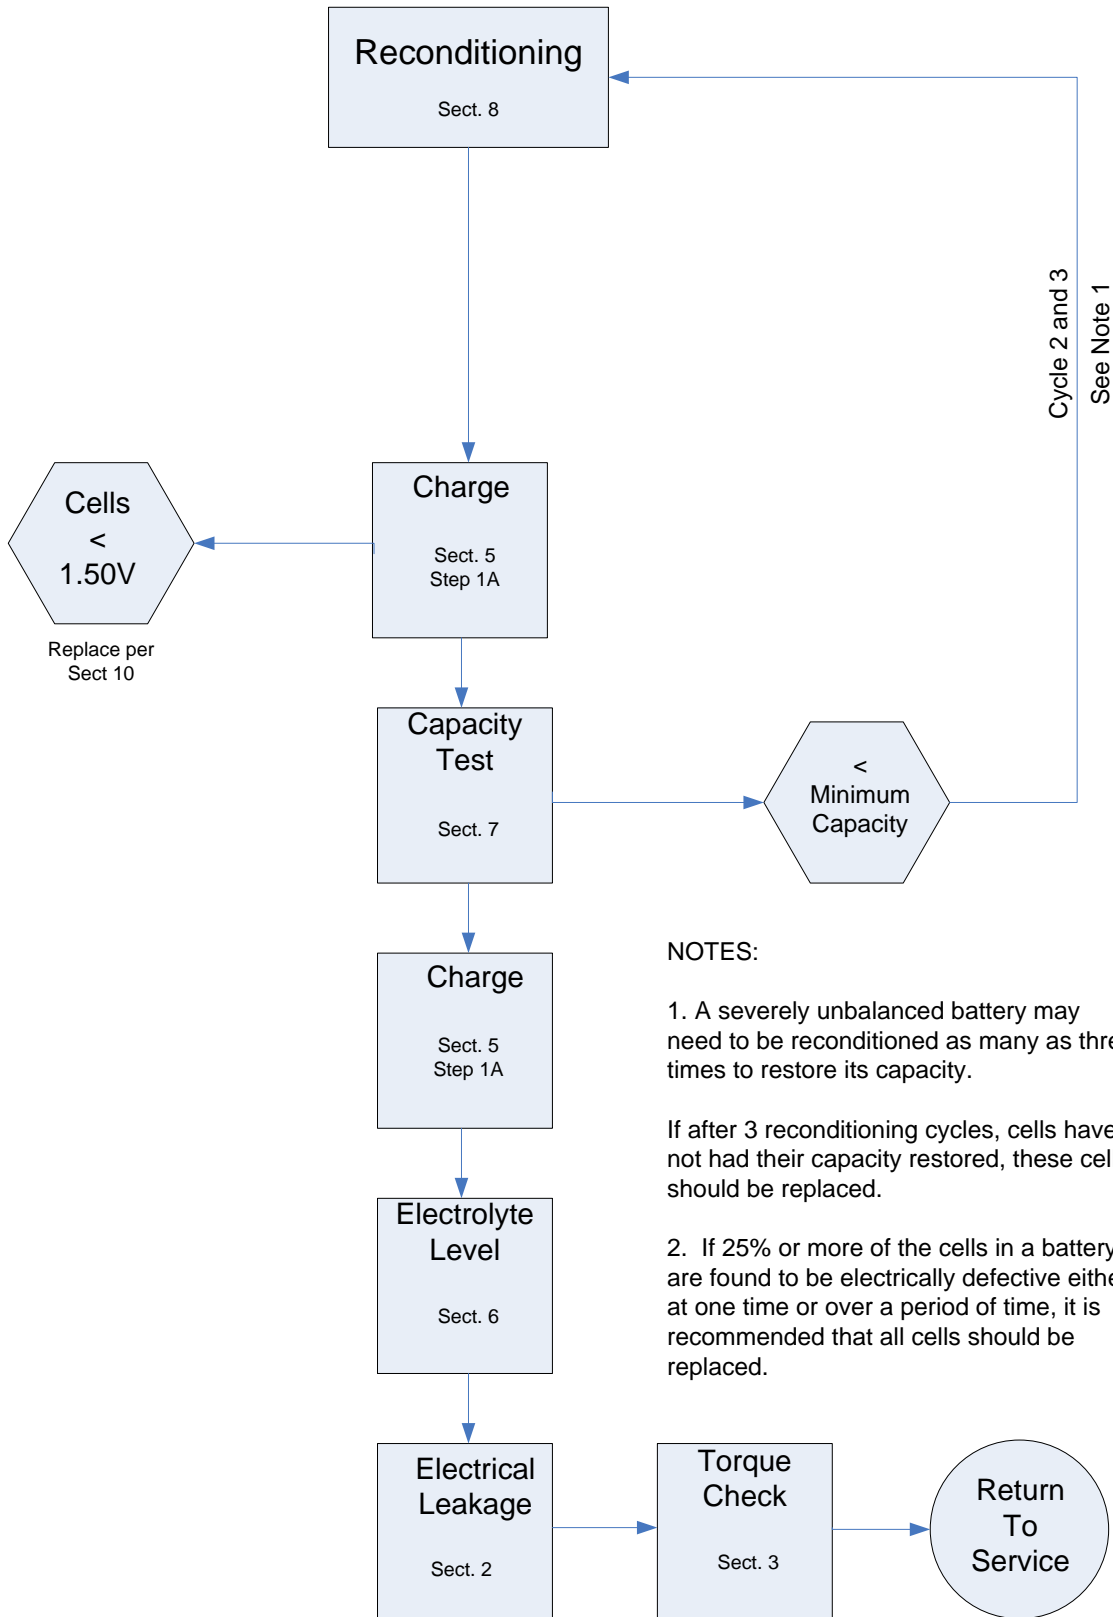 Reconditioning
Sect. 8
Cycle 2 and 3
See Note 1
Cells
<
1.50V
Replace per
Sect 10
Charge
Sect. 5
Step 1A
Capacity
Test
Sect. 7
<
Minimum
Capacity
Charge
Sect. 5
Step 1A
NOTES:
1. A severely unbalanced battery may
need to be reconditioned as many as thre
times to restore its capacity.
If after 3 reconditioning cycles, cells have
not had their capacity restored, these cell
should be replaced.
2. If 25% or more of the cells in a battery
are found to be electrically defective eithe
at one time or over a period of time, it is
recommended that all cells should be
replaced.
Electrolyte
Level
Sect. 6
Electrical
Leakage
Sect. 2
Torque
Check
Sect. 3
Return
To
Service